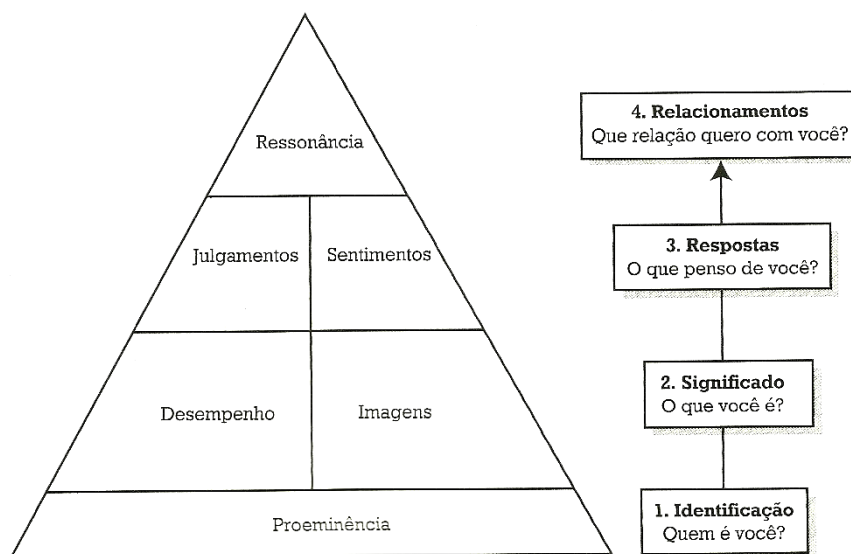 Ressonância
Julgamentos
Sentimentos
Desempenho
Imagens
Proeminência
4. Relacionamentos
Que relação quero com você?
3. Respostas
O que penso de você?
2. Significado
O que você é?
1. Identificação
Quem é você?